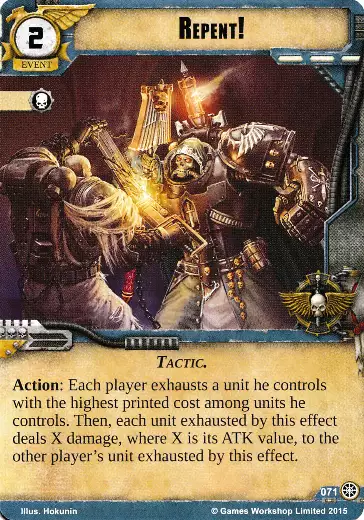 2
EVENT
REPENT!
TACTIC.
Action: Each player exhausts a unit he controls
with the highest printed cost among units he
controls. Then, each unit exhausted by this effect
deals X damage, where X is its ATK value, to the
other player's unit exhausted by this effect.
071
Illus. Hokunin
© Games Workshop Limited 2015